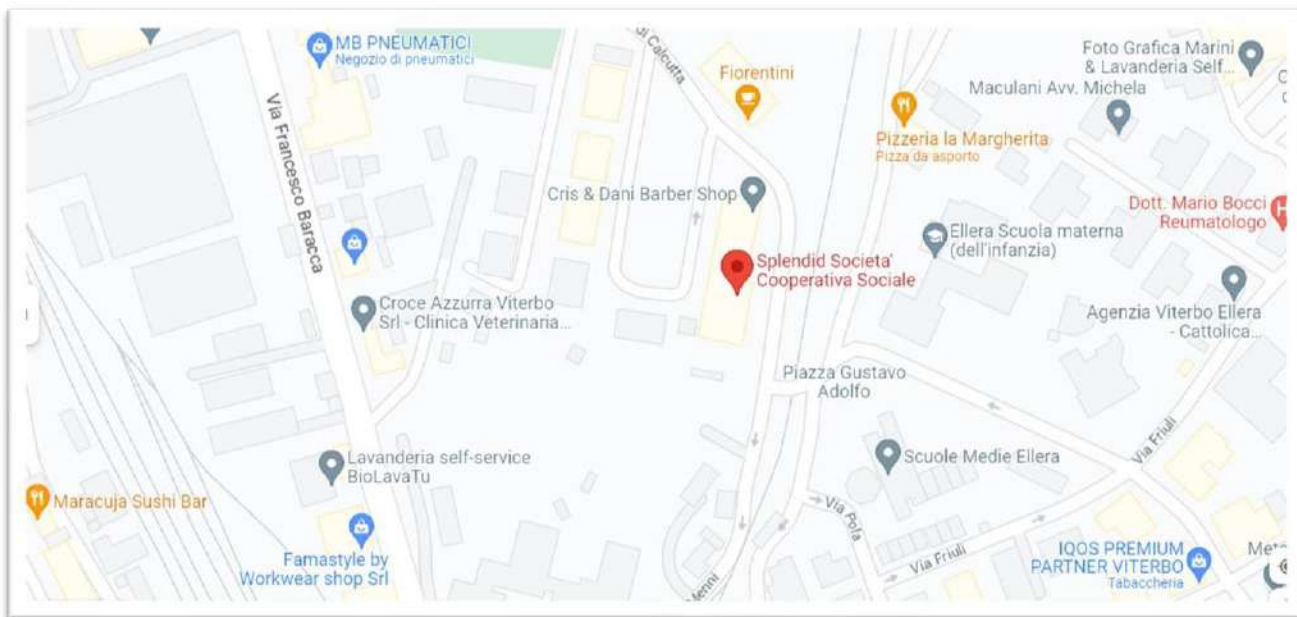 MB PNEUMATICI
Negozio di pneumatici
di Calcutta
Fiorentini
Foto Grafica Marini
& Lavanderia Self...
Maculani Avv. Michela
Via Francesco Baracca
Pizzeria la Margherita
Pizza da asporto
Cris & Dani Barber Shop
Dott. Mario Bocci
Reumatologo
Ellera Scuola materna
(dell'infanzia)
Splendid Societa'
Cooperativa Sociale
Croce Azzurra Viterbo
Srl - Clinica Veterinaria...
Agenzia Viterbo Ellera
- Cattolica...
Piazza Gustavo
Adolfo
Via Friuli
Lavanderia self-service
BioLavaTu
Scuole Medie Ellera
Maracuja Sushi Bar
Via Pola
Famastyle by
Workwear shop Srl
Menni
Via Friuli
IQOS PREMIUM
PARTNER VITERBO
Tabaccheria